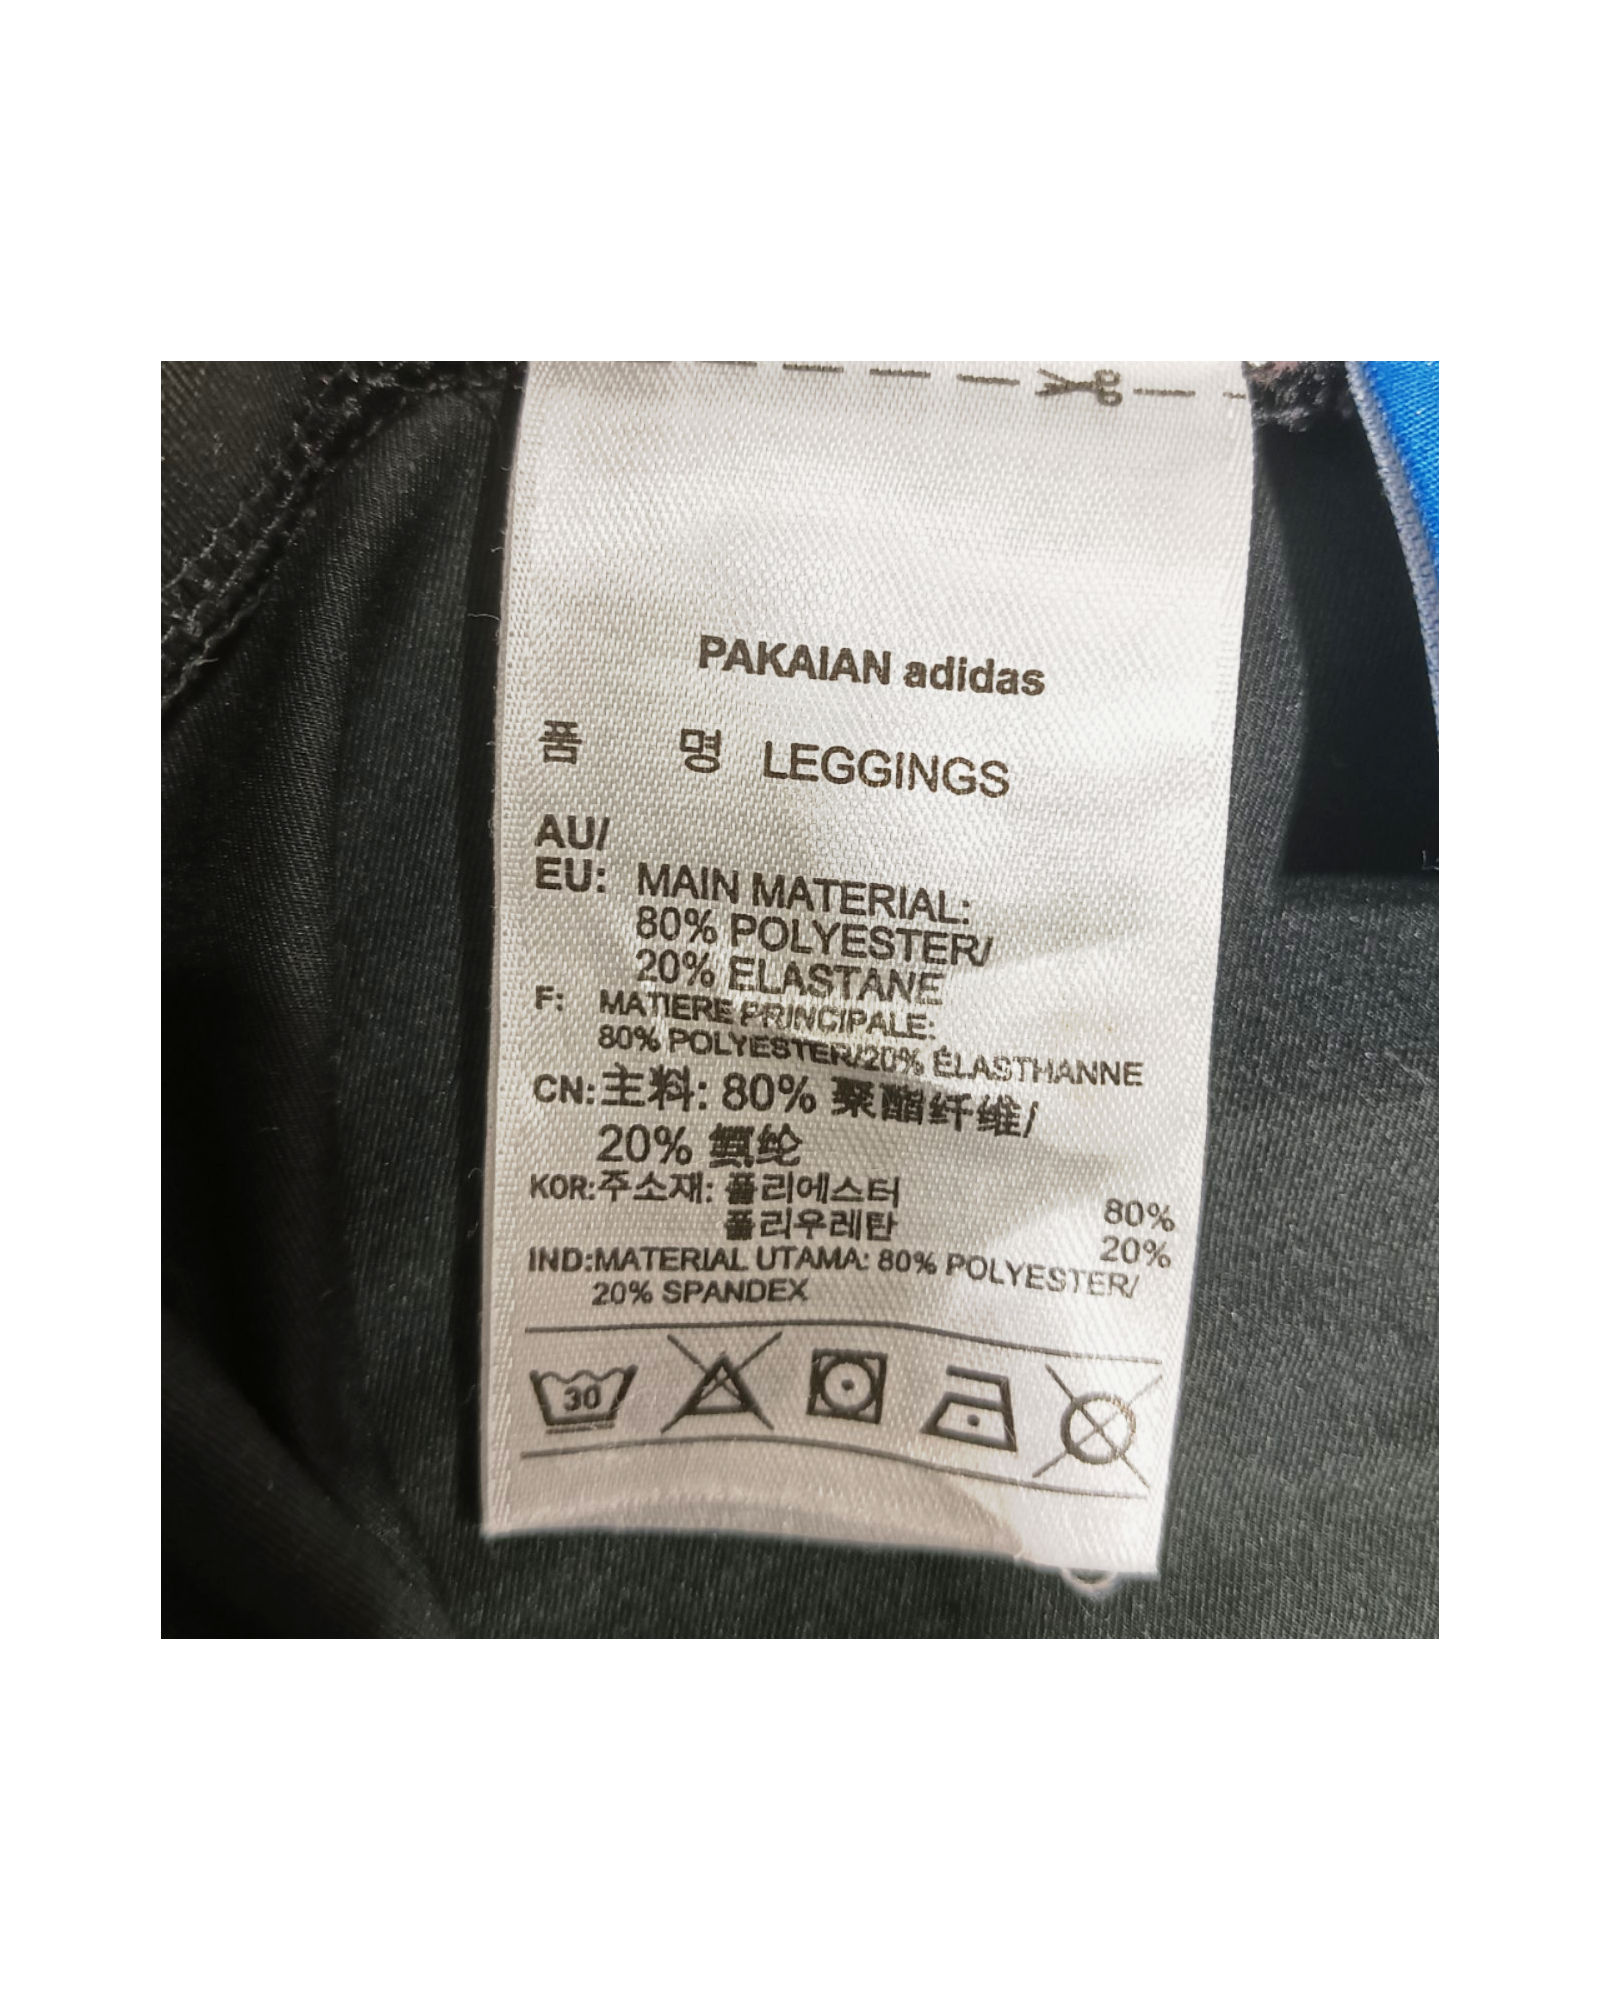 PAKAIAN adidas
품 명 LEGGINGS
AU/
EU: MAIN MATERIAL:
80% POLYESTER/
20% ELASTANE
F: MATIERE PRINCIPALE:
80% POLYESTER/20% ÉLASTHANNE
CN:主料: 80% 聚酯纤维/
20% 氨纶
KOR:주소재: 폴리에스터 80%
폴리우레탄 20%
IND:MATERIAL UTAMA: 80% POLYESTER/
20% SPANDEX
30